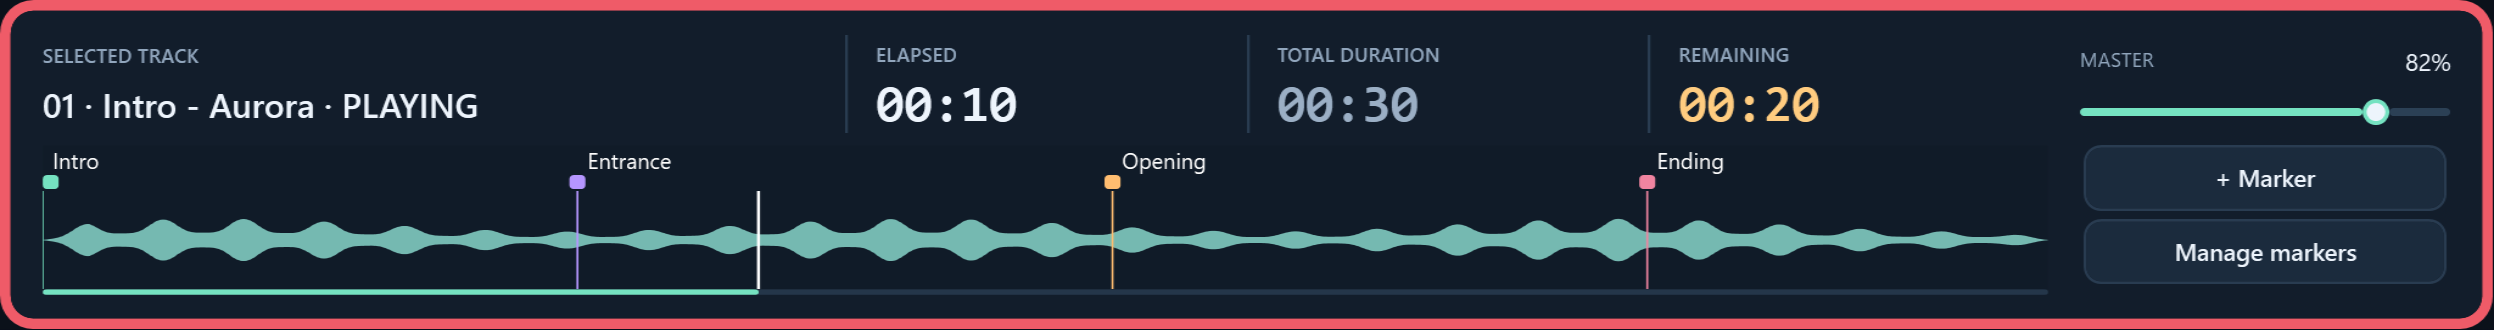 SELECTED TRACK
01 · Intro - Aurora · PLAYING
ELAPSED
00:10
TOTAL DURATION
00:30
REMAINING
00:20
MASTER
82%
Intro
Entrance
Opening
Ending
+ Marker
Manage markers